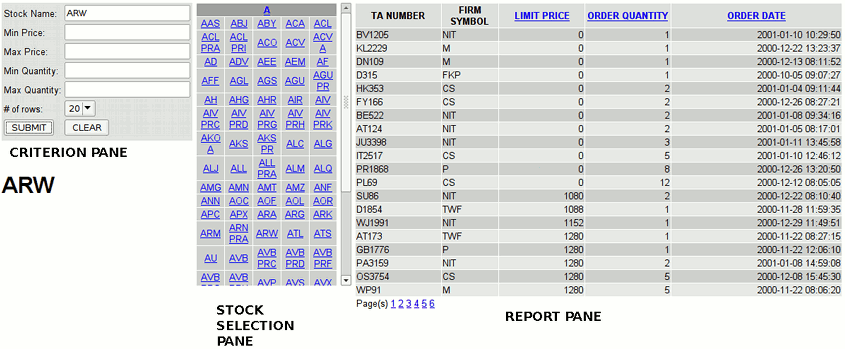 Stock Name: ARW
Min Price:
Max Price:
Min Quantity:
Max Quantity:
# of rows: 20
SUBMIT CLEAR
CRITERION PANE
ARW
A
AAS ABJ ABY ACA ACL
ACL PRA ACL PRI ACO ACV ACV A
AD ADV AEE AEM AF
AFF AGL AGS AGU AGU PR
AH AHG AHR AIR AIV
AIV PRC AIV PRD AIV PRG AIV PRH AIV PRK
AKO A AKS AKS PR ALC ALG
ALJ ALL ALL PRA ALM ALQ
AMG AMN AMT AMZ ANF
ANN AOC AOF AOL AOR
APC APX ARA ARG ARK
ARM ARN PRA ARW ATL ATS
AU AVB AVB PRC AVB PRD AVB PRF
AVB AVB AVP AVS AVX
STOCK
SELECTION
PANE
TA NUMBER FIRM SYMBOL LIMIT PRICE ORDER QUANTITY ORDER DATE
BV1205 NIT 0 1 2001-01-10 10:29:50
KL2229 M 0 1 2000-12-22 13:23:37
DN109 M 0 1 2000-12-13 08:11:52
D315 FKP 0 1 2000-10-05 09:07:27
HK353 CS 0 2 2001-01-04 09:11:44
FY166 CS 0 2 2000-12-26 08:27:21
BE522 NIT 0 2 2001-01-08 09:34:16
AT124 NIT 0 2 2001-01-05 08:17:01
JU3398 NIT 0 3 2001-01-11 13:45:58
IT2517 CS 0 5 2001-01-10 12:46:12
PR1868 P 0 8 2000-12-26 13:20:50
PL69 CS 0 12 2000-12-12 08:05:05
SU86 NIT 1080 2 2000-12-22 08:10:40
D1854 TWF 1088 1 2000-11-28 11:59:35
WJ1991 NIT 1152 1 2000-12-29 11:49:51
AT173 TWF 1280 1 2000-11-22 08:27:15
GB1776 P 1280 1 2000-11-22 12:06:10
PA3159 NIT 1280 2 2001-01-08 14:59:08
OS3754 CS 1280 5 2000-12-08 15:45:30
WP91 M 1280 5 2000-11-22 08:06:20
Page(s) 1 2 3 4 5 6
REPORT PANE